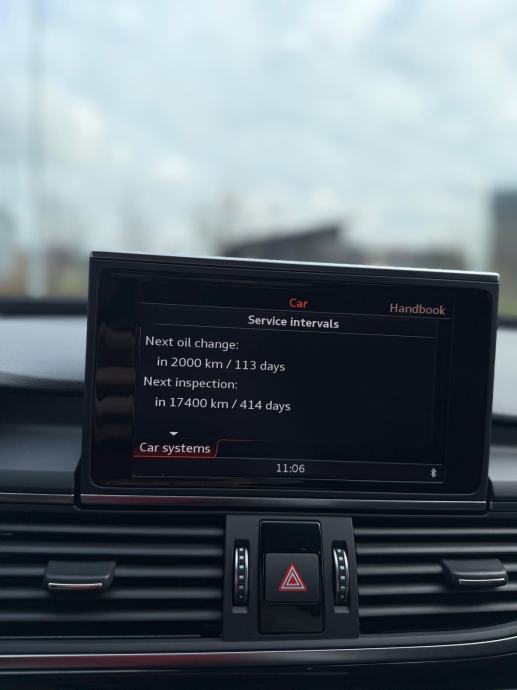 Car
Handbook
Service intervals
Next oil change:
in 2000 km / 113 days
Next inspection:
in 17400 km / 414 days
Car systems
11:06